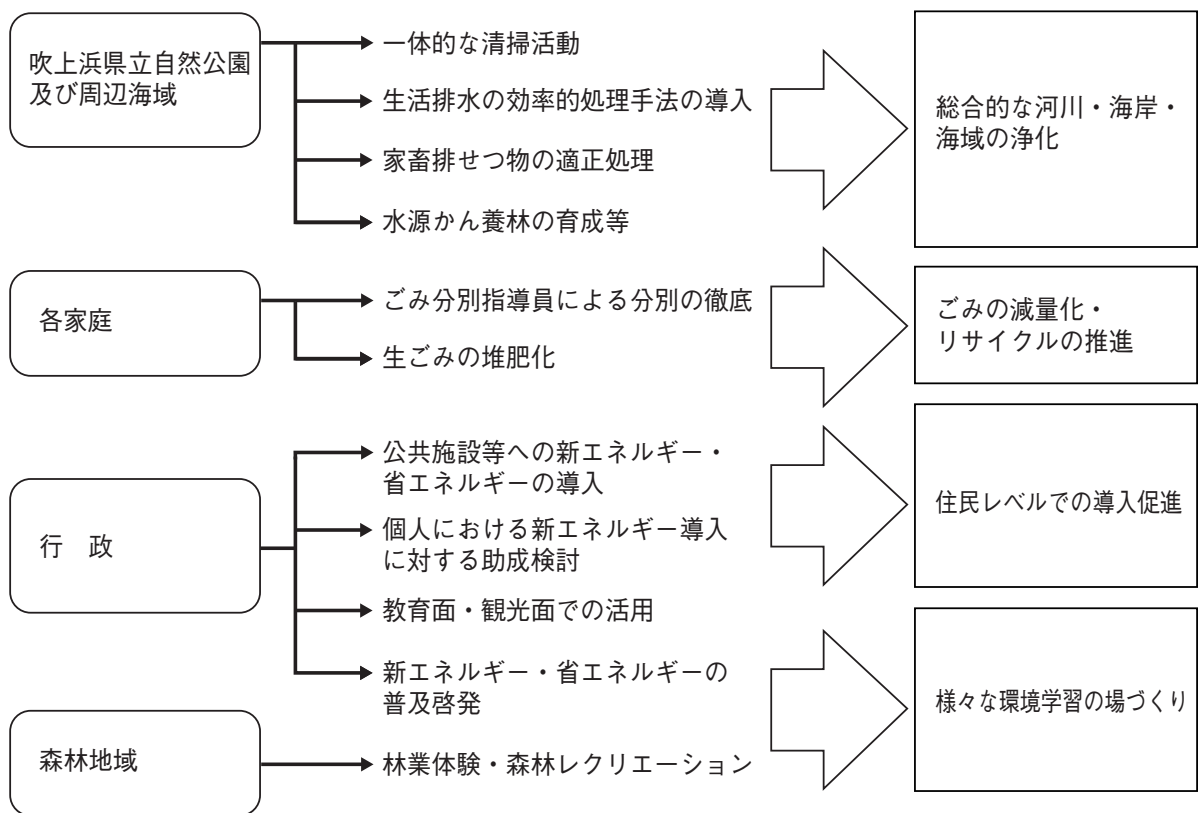 吹上浜県立自然公園
及び周辺海域
一体的な清掃活動
生活排水の効率的処理手法の導入
家畜排せつ物の適正処理
水源かん養林の育成等
総合的な河川・海岸・
海域の浄化
各家庭
ごみ分別指導員による分別の徹底
生ごみの堆肥化
ごみの減量化・
リサイクルの推進
行　政
公共施設等への新エネルギー・
省エネルギーの導入
個人における新エネルギー導入
に対する助成検討
教育面・観光面での活用
新エネルギー・省エネルギーの
普及啓発
住民レベルでの導入促進
森林地域
林業体験・森林レクリエーション
様々な環境学習の場づくり